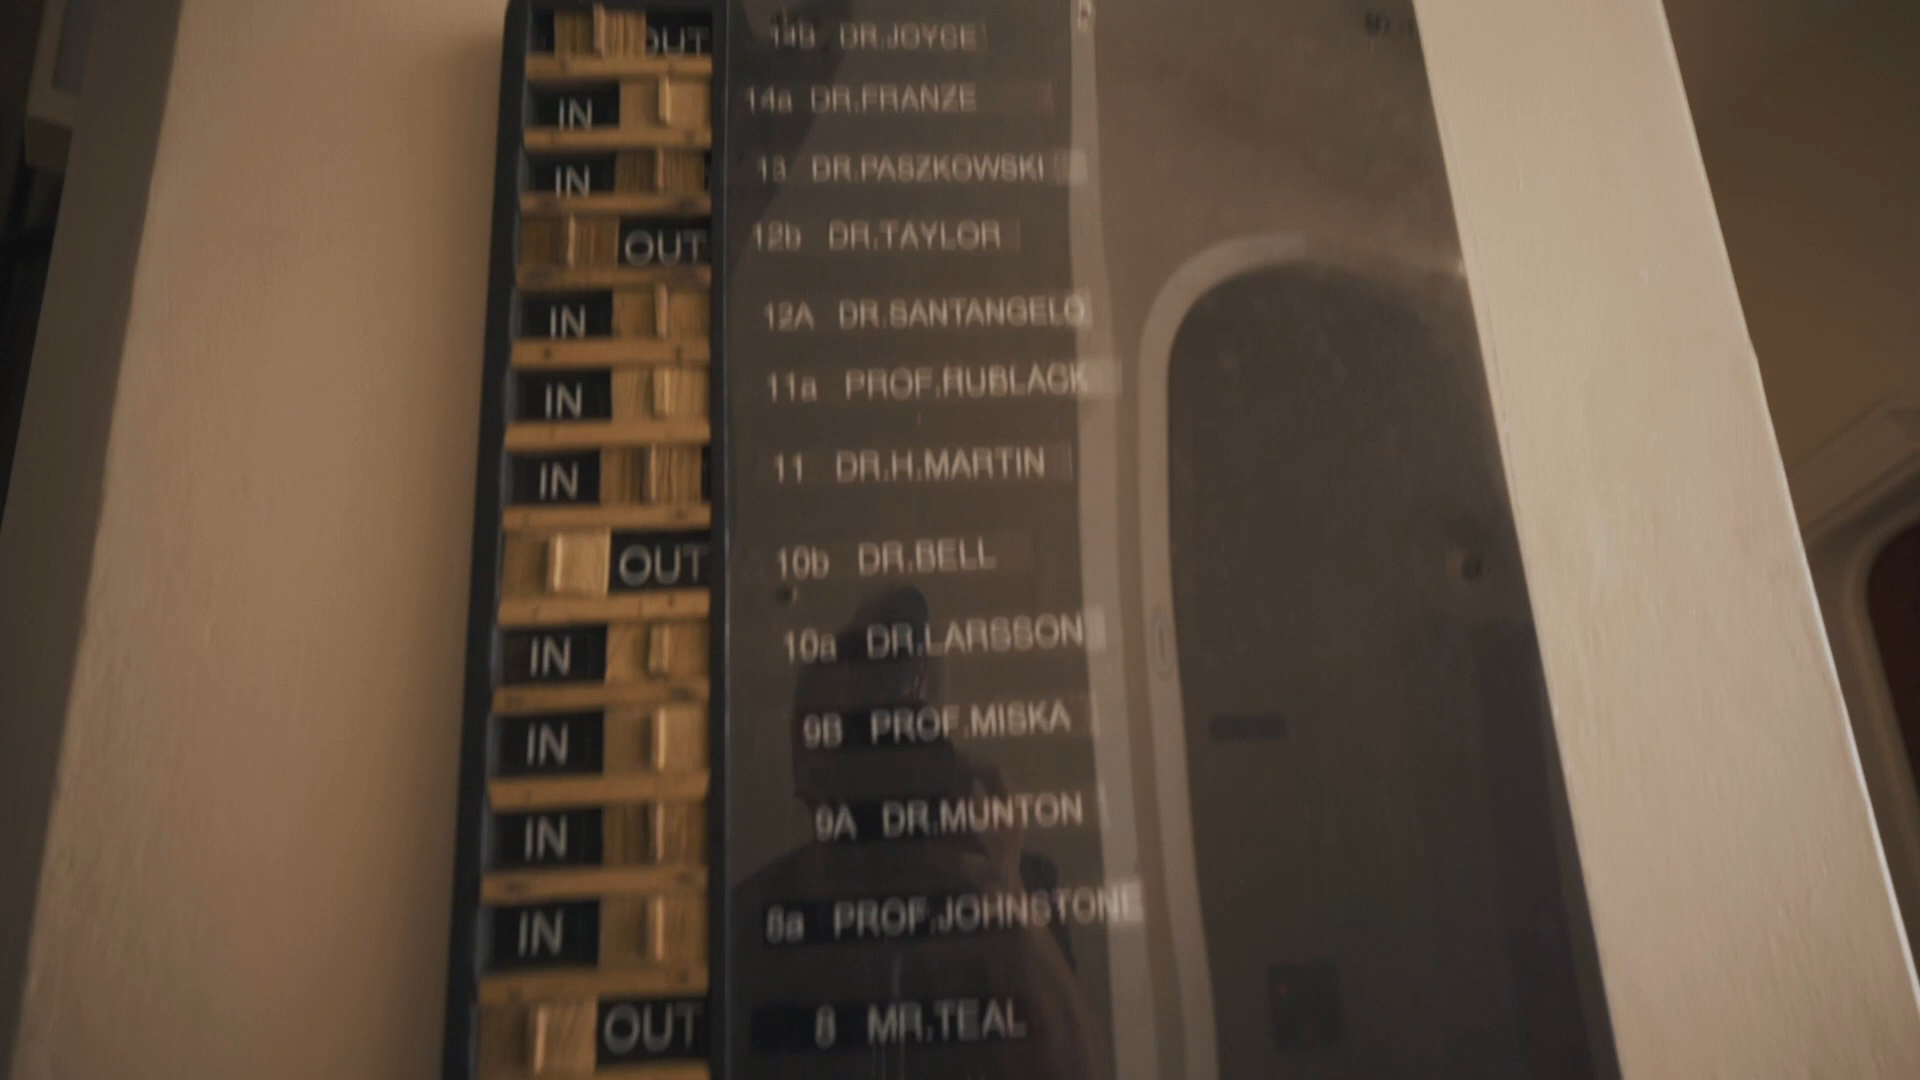 OUT 14b DR.JOYCE
IN 14a DR.FRANZE
IN 13 DR.PASZKOWSKI
OUT 12b DR.TAYLOR
IN 12A DR.SANTANGELO
IN 11a PROF.RUBLACK
IN 11 DR.H.MARTIN
OUT 10b DR.BELL
IN 10a DR.LARSSON
IN 9B PROF.MISKA
IN 9A DR.MUNTON
IN 8a PROF.JOHNSTONE
OUT 8 MR.TEAL